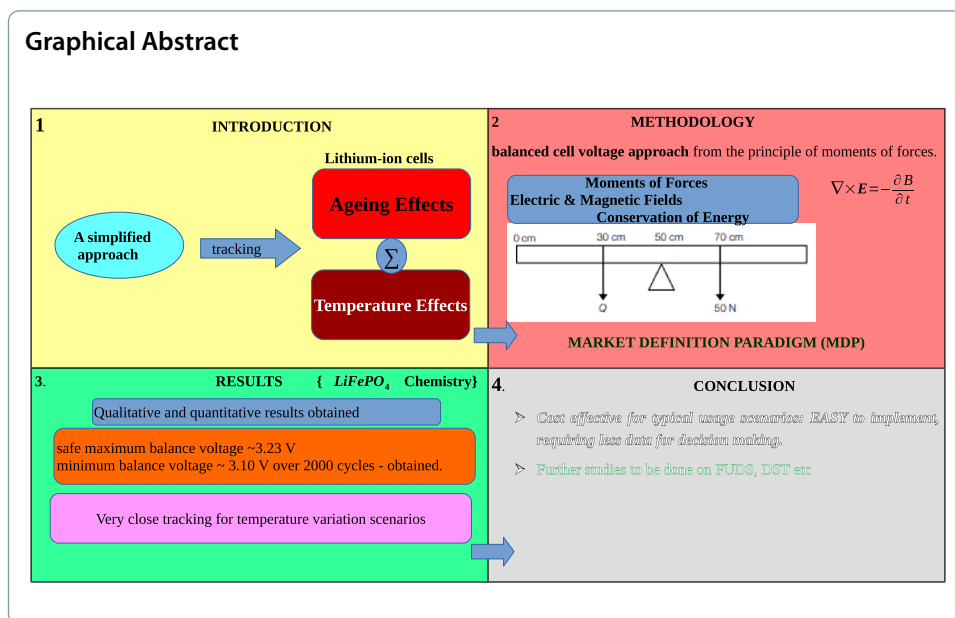 Graphical Abstract
1
INTRODUCTION
Lithium-ion cells
Ageing Effects
A simplified
approach
tracking
∑
Temperature Effects
2
METHODOLOGY
balanced cell voltage approach from the principle of moments of forces.
Moments of Forces
Electric & Magnetic Fields
Conservation of Energy
∇×E=−∂B/∂t
0 cm 30 cm 50 cm 70 cm
Q 50 N
MARKET DEFINITION PARADIGM (MDP)
3.
RESULTS { LiFePO₄ Chemistry}
Qualitative and quantitative results obtained
safe maximum balance voltage ~3.23 V
minimum balance voltage ~ 3.10 V over 2000 cycles - obtained.
Very close tracking for temperature variation scenarios
4.
CONCLUSION
➢ Cost effective for typical usage scenarios: EASY to implement,
requiring less data for decision making.
➢ Further studies to be done on FUDS, DST etc